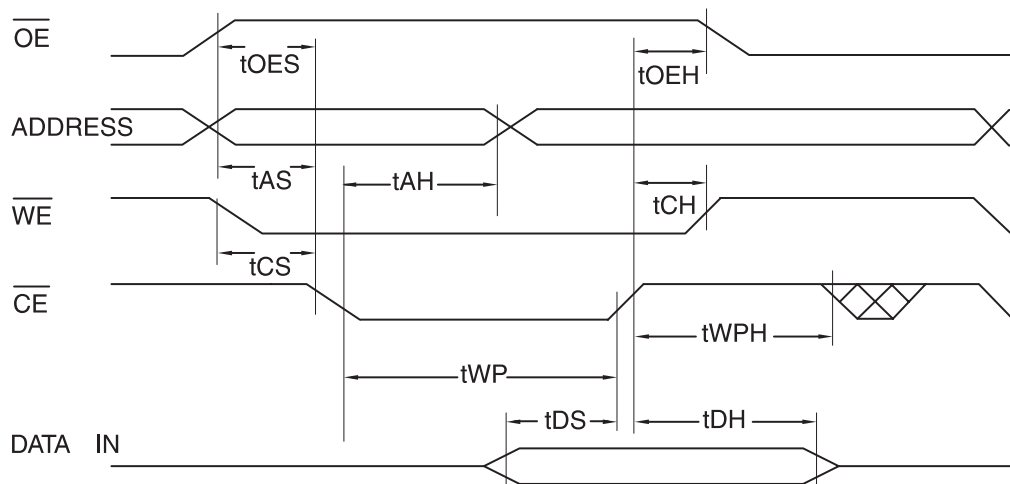 OE
tOES
tOEH
ADDRESS
tAS
tAH
tCH
WE
tCS
CE
tWPH
tWP
tDS
tDH
DATA IN